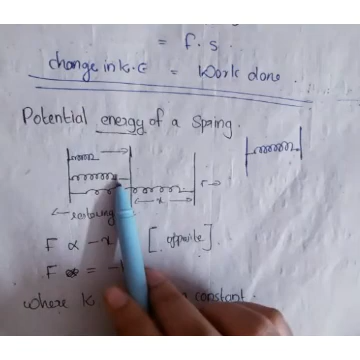 = F. s.
change in K.E = Work done.
Potential energy of a Spring.
x
restoring
F ∝ -x [opposite].
F = -
where K constant.